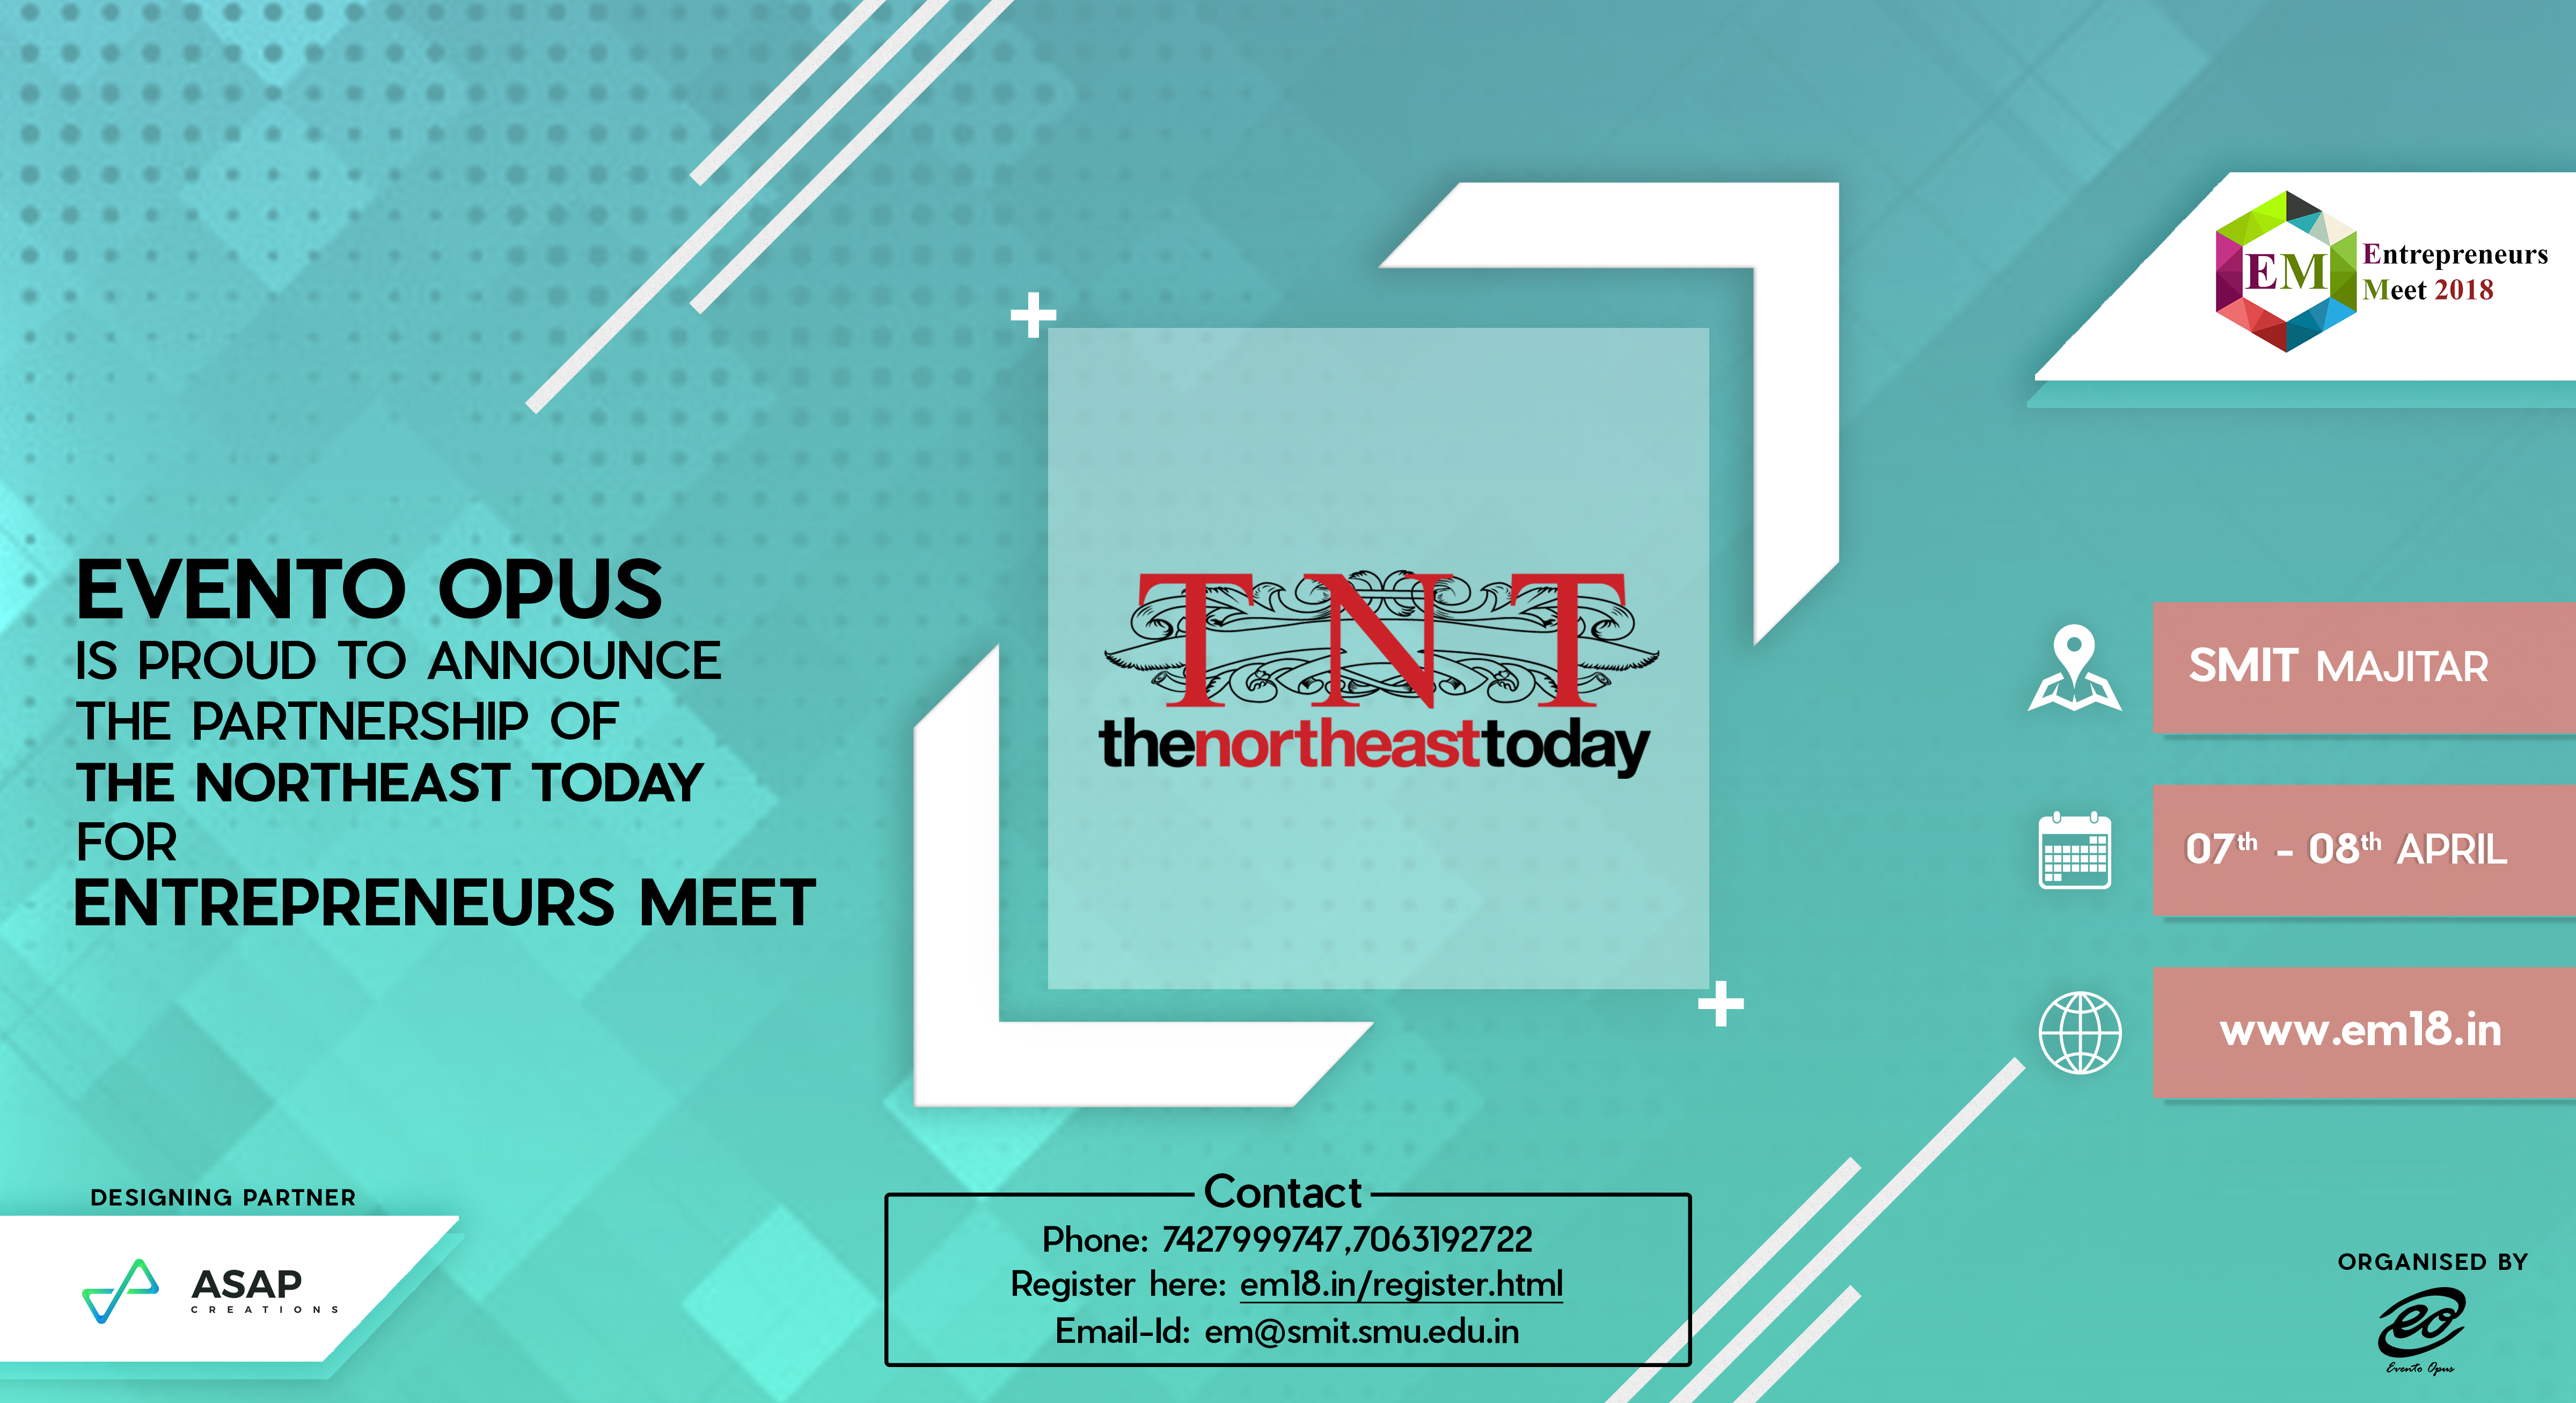 EVENTO OPUS
IS PROUD TO ANNOUNCE
THE PARTNERSHIP OF
THE NORTHEAST TODAY
FOR
ENTREPRENEURS MEET
TNT
thenortheasttoday
EM
Entrepreneurs
Meet 2018
SMIT MAJITAR
07th - 08th APRIL
www.em18.in
DESIGNING PARTNER
ASAP
CREATIONS
Contact
Phone: 7427999747,7063192722
Register here: em18.in/register.html
Email-Id: em@smit.smu.edu.in
ORGANISED BY
eo
Evento Opus